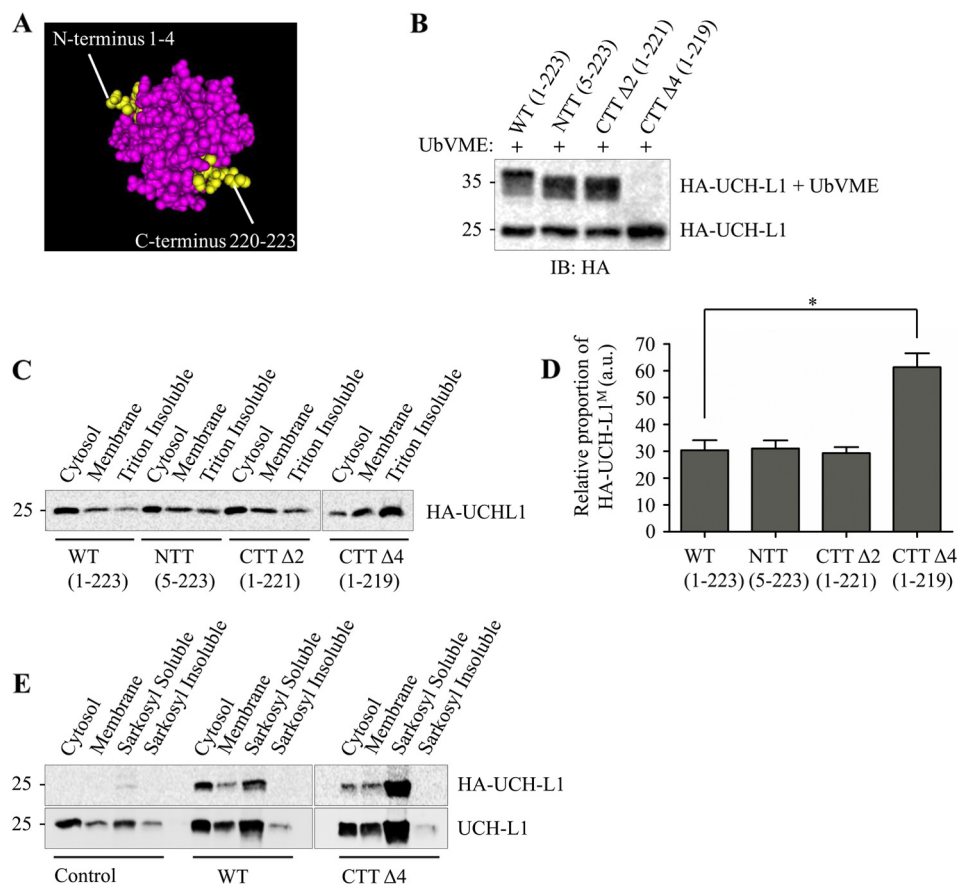 A
N-terminus 1-4
C-terminus 220-223
B
WT (1-223)
NTT (5-223)
CTT Δ2 (1-221)
CTT Δ4 (1-219)
UbVME: + + + +
35
HA-UCH-L1 + UbVME
25
HA-UCH-L1
IB: HA
C
Cytosol
Membrane
Triton Insoluble
Cytosol
Membrane
Triton Insoluble
Cytosol
Membrane
Triton Insoluble
Cytosol
Membrane
Triton Insoluble
25
HA-UCHL1
WT
(1-223)
NTT
(5-223)
CTT Δ2
(1-221)
CTT Δ4
(1-219)
D
Relative proportion of
HA-UCH-L1ᴹ (a.u.)
*
70
60
50
40
30
20
10
0
WT
(1-223)
NTT
(5-223)
CTT Δ2
(1-221)
CTT Δ4
(1-219)
E
Cytosol
Membrane
Sarkosyl Soluble
Sarkosyl Insoluble
Cytosol
Membrane
Sarkosyl Soluble
Sarkosyl Insoluble
Cytosol
Membrane
Sarkosyl Soluble
Sarkosyl Insoluble
25
HA-UCH-L1
25
UCH-L1
Control
WT
CTT Δ4